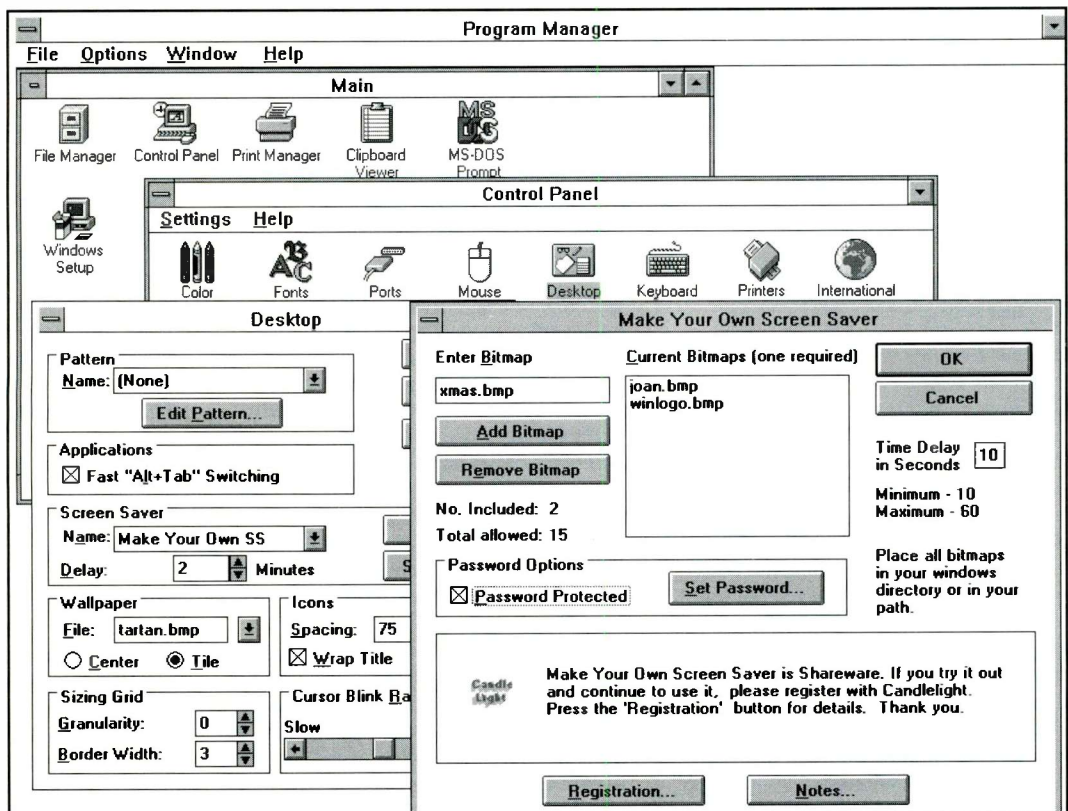 Program Manager
File Options Window Help
Main
File Manager Control Panel Print Manager Clipboard Viewer MS-DOS Prompt
Windows Setup
Control Panel
Settings Help
Color Fonts Ports Mouse Desktop Keyboard Printers International
Desktop
Pattern
Name: (None)
Edit Pattern...
Applications
Fast "Alt+Tab" Switching
Screen Saver
Name: Make Your Own SS
Delay: 2 Minutes
S
Wallpaper
File: tartan.bmp
Center Tile
Icons
Spacing: 75
Wrap Title
Sizing Grid
Granularity: 0
Border Width: 3
Cursor Blink Ra
Slow
Make Your Own Screen Saver
Enter Bitmap
xmas.bmp
Add Bitmap
Remove Bitmap
No. Included: 2
Total allowed: 15
Current Bitmaps (one required)
joan.bmp
winlogo.bmp
OK
Cancel
Time Delay
in Seconds 10
Minimum - 10
Maximum - 60
Place all bitmaps
in your windows
directory or in your
path.
Password Options
Password Protected
Set Password...
Candle
Light
Make Your Own Screen Saver is Shareware. If you try it out
and continue to use it, please register with Candlelight.
Press the 'Registration' button for details. Thank you.
Registration...
Notes...